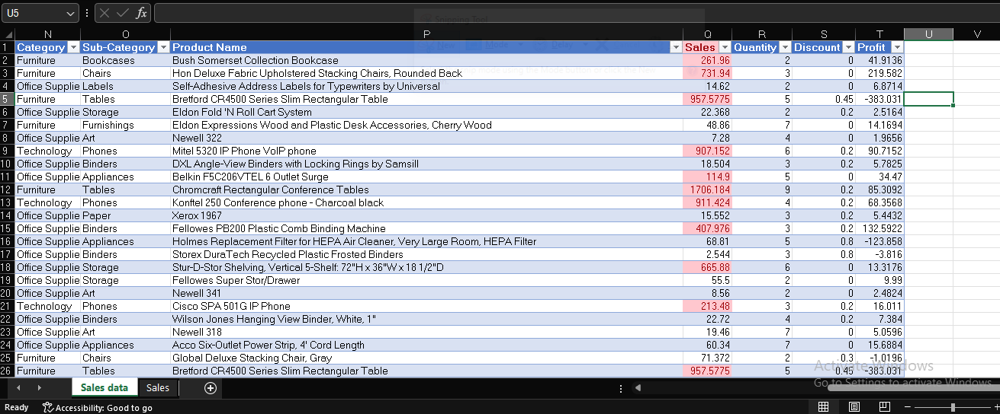 U5 fx
Snipping Tool
New Mode Delay
mode using the Mode button or click the New
N O P Q R S T U V
1 Category Sub-Category Product Name Sales Quantity Discount Profit
2 Furniture Bookcases Bush Somerset Collection Bookcase 261.96 2 0 41.9136
3 Furniture Chairs Hon Deluxe Fabric Upholstered Stacking Chairs, Rounded Back 731.94 3 0 219.582
4 Office Supplie Labels Self-Adhesive Address Labels for Typewriters by Universal 14.62 2 0 6.8714
5 Furniture Tables Bretford CR4500 Series Slim Rectangular Table 957.5775 5 0.45 -383.031
6 Office Supplie Storage Eldon Fold 'N Roll Cart System 22.368 2 0.2 2.5164
7 Furniture Furnishings Eldon Expressions Wood and Plastic Desk Accessories, Cherry Wood 48.86 7 0 14.1694
8 Office Supplie Art Newell 322 7.28 4 0 1.9656
9 Technology Phones Mitel 5320 IP Phone VoIP phone 907.152 6 0.2 90.7152
10 Office Supplie Binders DXL Angle-View Binders with Locking Rings by Samsill 18.504 3 0.2 5.7825
11 Office Supplie Appliances Belkin F5C206VTEL 6 Outlet Surge 114.9 5 0 34.47
12 Furniture Tables Chromcraft Rectangular Conference Tables 1706.184 9 0.2 85.3092
13 Technology Phones Konftel 250 Conference phone - Charcoal black 911.424 4 0.2 68.3568
14 Office Supplie Paper Xerox 1967 15.552 3 0.2 5.4432
15 Office Supplie Binders Fellowes PB200 Plastic Comb Binding Machine 407.976 3 0.2 132.5922
16 Office Supplie Appliances Holmes Replacement Filter for HEPA Air Cleaner, Very Large Room, HEPA Filter 68.81 5 0.8 -123.858
17 Office Supplie Binders Storex DuraTech Recycled Plastic Frosted Binders 2.544 3 0.8 -3.816
18 Office Supplie Storage Stur-D-Stor Shelving, Vertical 5-Shelf: 72"H x 36"W x 18 1/2"D 665.88 6 0 13.3176
19 Office Supplie Storage Fellowes Super Stor/Drawer 55.5 2 0 9.99
20 Office Supplie Art Newell 341 8.56 2 0 2.4824
21 Technology Phones Cisco SPA 501G IP Phone 213.48 3 0.2 16.011
22 Office Supplie Binders Wilson Jones Hanging View Binder, White, 1" 22.72 4 0.2 7.384
23 Office Supplie Art Newell 318 19.46 7 0 5.0596
24 Office Supplie Appliances Acco Six-Outlet Power Strip, 4' Cord Length 60.34 7 0 15.6884
25 Furniture Chairs Global Deluxe Stacking Chair, Gray 71.372 2 0.3 -1.0196
26 Furniture Tables Bretford CR4500 Series Slim Rectangular Table 957.5775 5 0.45 -383.031
Activate Windows
Go to Settings to activate Windows.
Sales data Sales
Ready Accessibility: Good to go